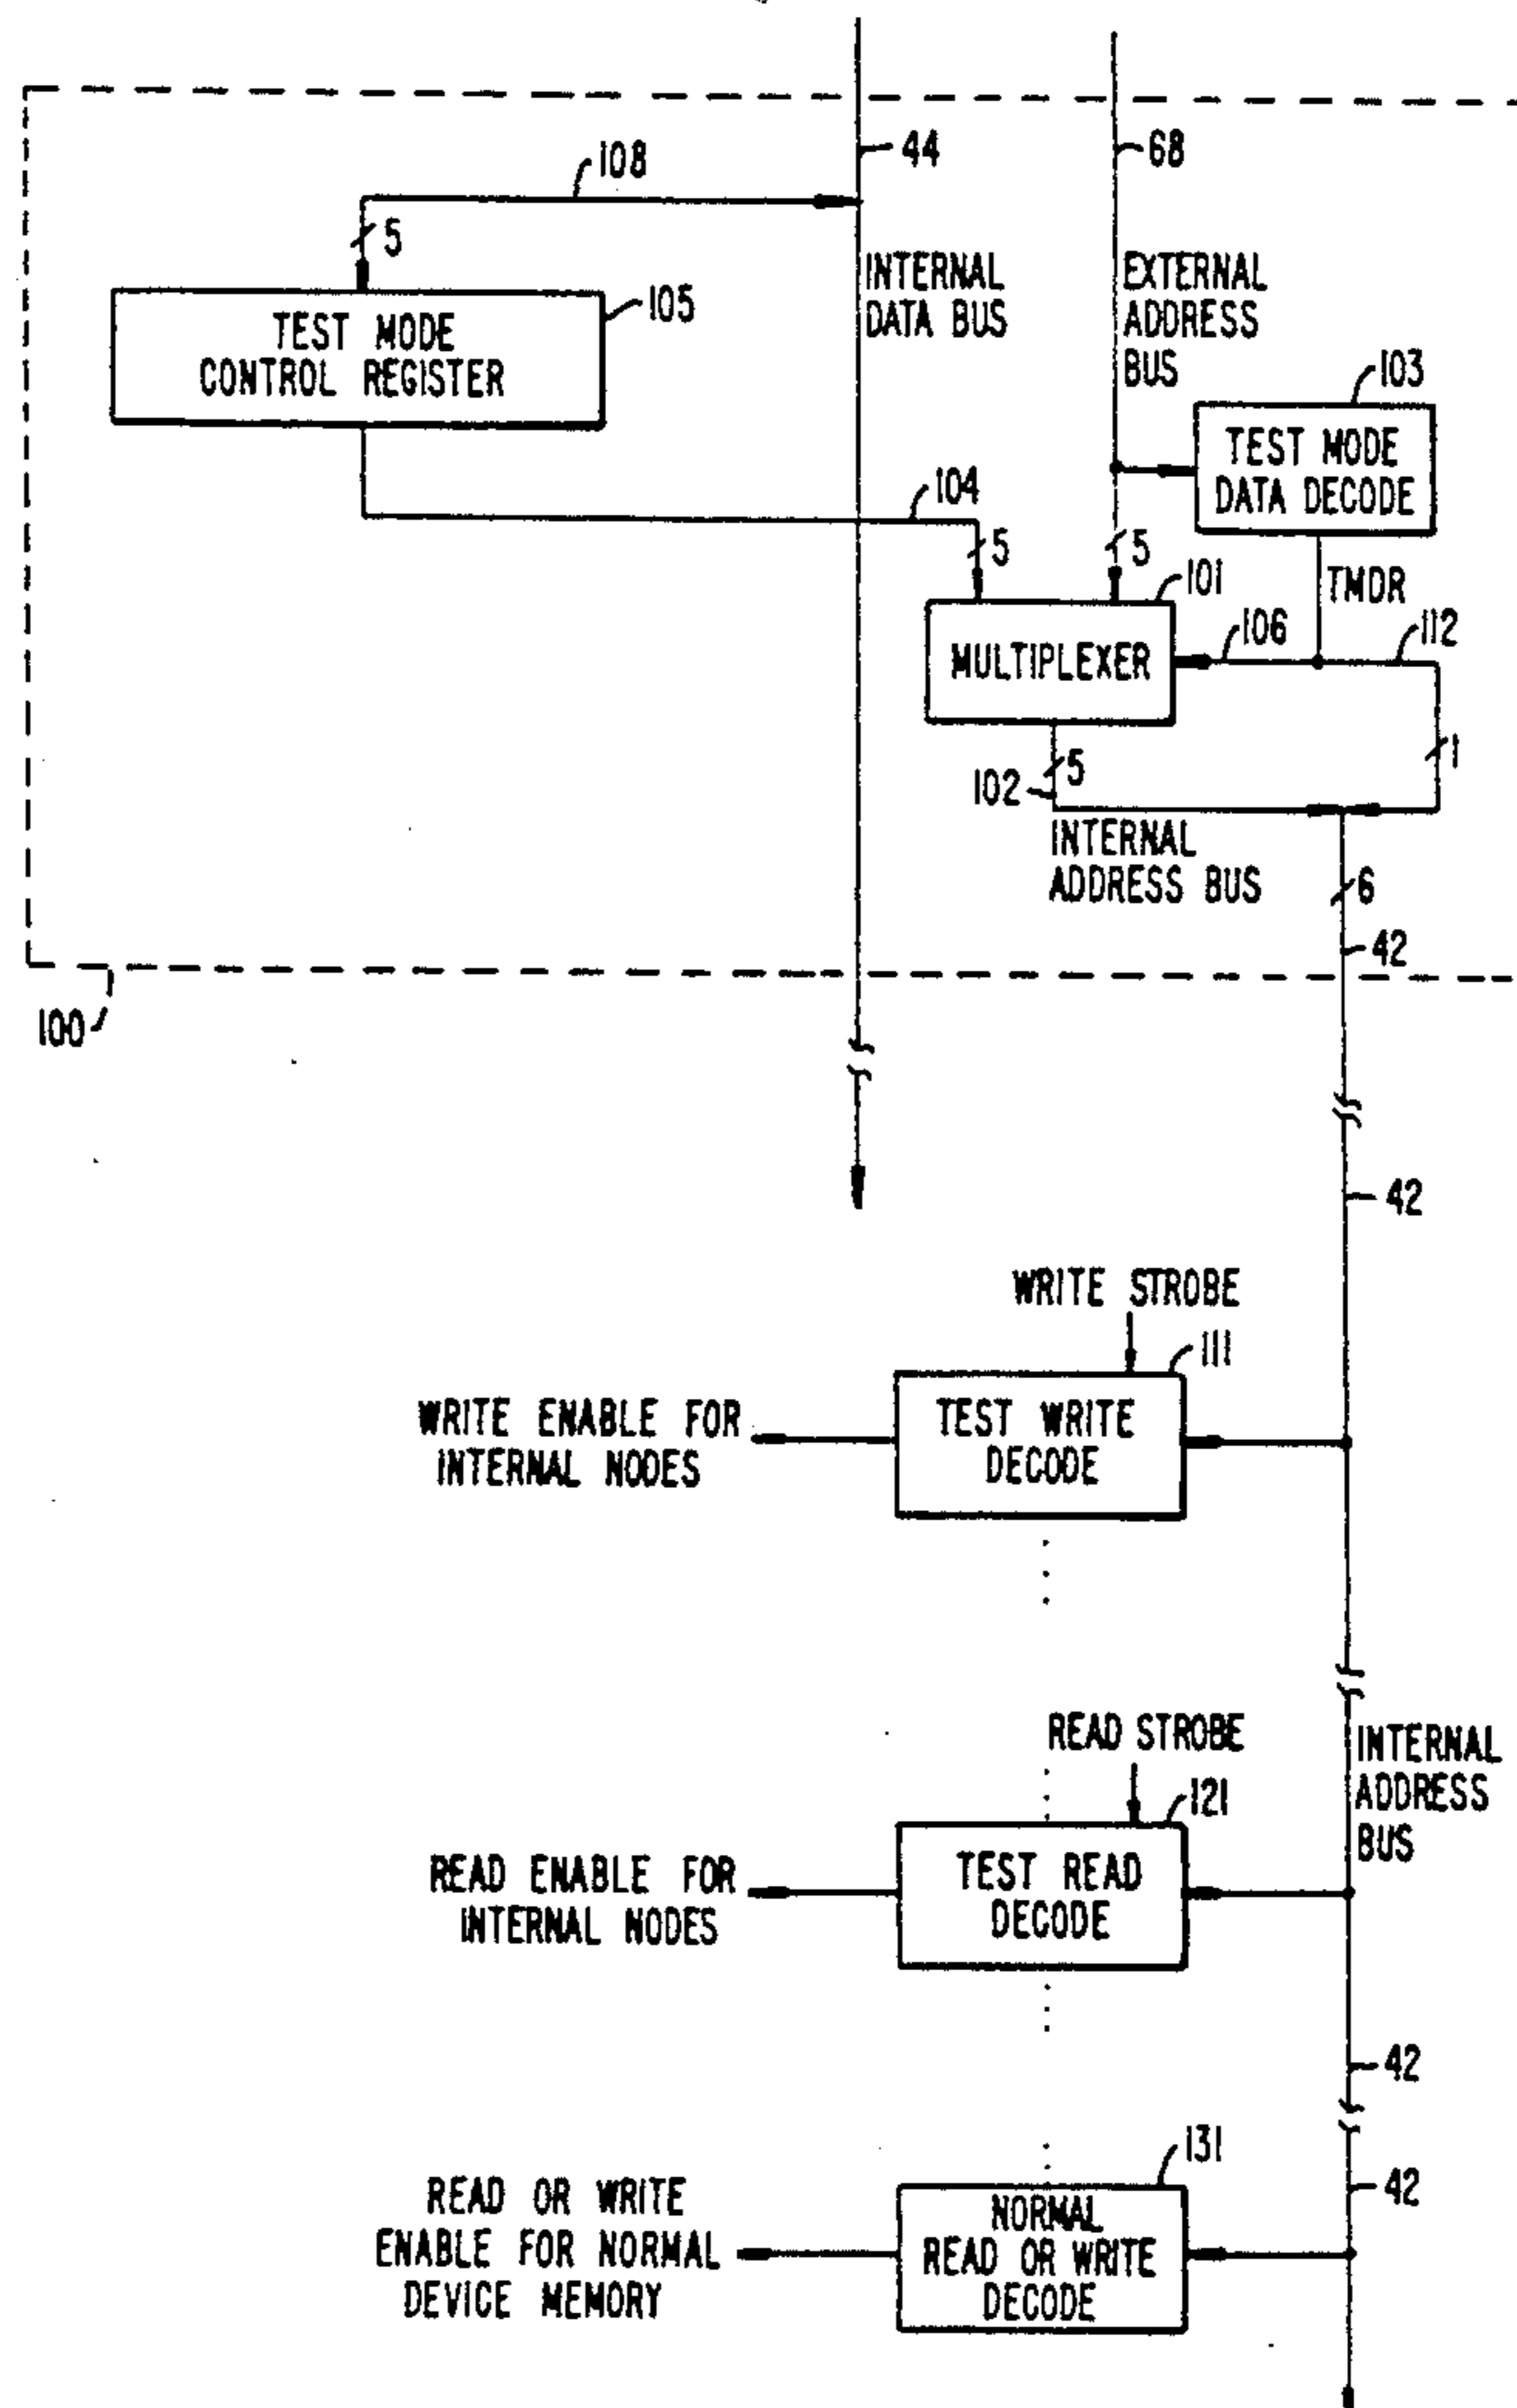 108
44
68
5
INTERNAL
DATA BUS
EXTERNAL
ADDRESS
BUS
105
TEST MODE
CONTROL REGISTER
103
TEST MODE
DATA DECODE
104
5
5
101
TMDR
MULTIPLEXER
106
112
5
1
102
INTERNAL
ADDRESS BUS
6
42
100
42
WRITE STROBE
111
WRITE ENABLE FOR
INTERNAL NODES
TEST WRITE
DECODE
READ STROBE
INTERNAL
ADDRESS
BUS
121
READ ENABLE FOR
INTERNAL NODES
TEST READ
DECODE
42
131
42
READ OR WRITE
ENABLE FOR NORMAL
DEVICE MEMORY
NORMAL
READ OR WRITE
DECODE